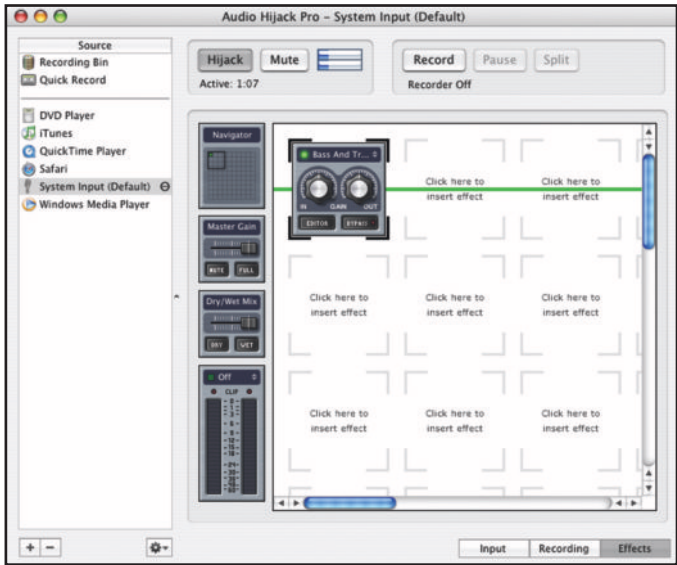 Audio Hijack Pro – System Input (Default)
Source
Recording Bin
Quick Record
DVD Player
iTunes
QuickTime Player
Safari
System Input (Default)
Windows Media Player
Hijack
Mute
Active: 1:07
Record
Pause
Split
Recorder Off
Navigator
Master Gain
MUTE
FULL
Dry/Wet Mix
DRY
WET
Off
CLIP
Bass And Tr...
IN
GAIN
OUT
EDITOR
BYPASS
Click here to
insert effect
Click here to
insert effect
Click here to
insert effect
Click here to
insert effect
Click here to
insert effect
Click here to
insert effect
Click here to
insert effect
Click here to
insert effect
Input
Recording
Effects